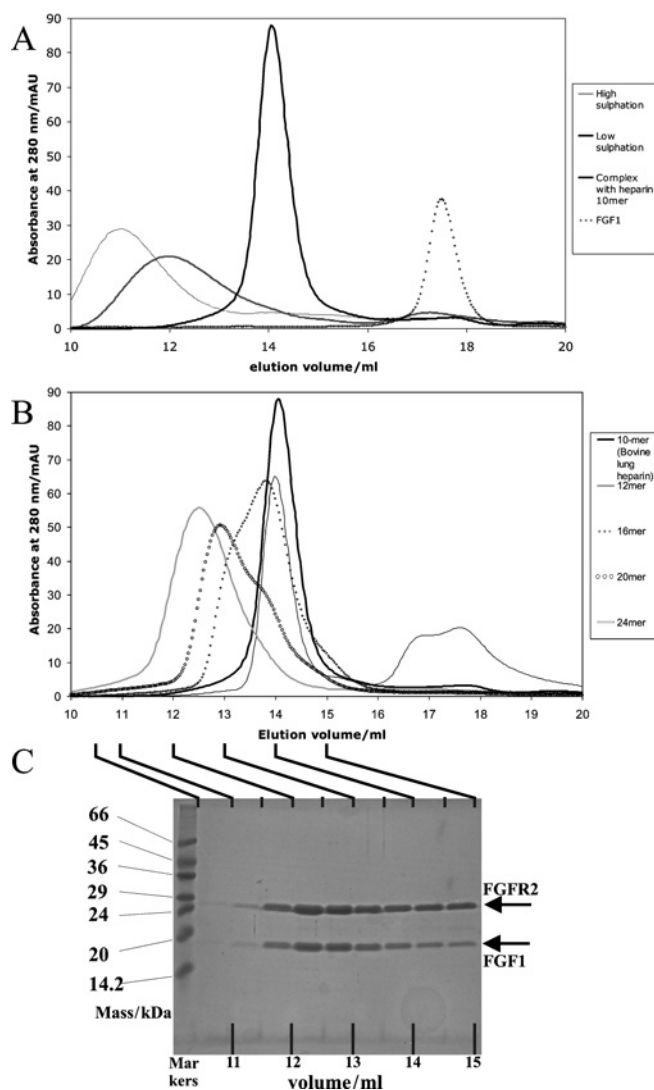 A
90
80
70
60
50
40
30
20
10
0
Absorbance at 280 nm/mAU
10 12 14 16 18 20
elution volume/ml
High
sulphation
Low
sulphation
Complex
with heparin
10mer
FGF1
B
90
80
70
60
50
40
30
20
10
0
Absorbance at 280 nm/mAU
10 11 12 13 14 15 16 17 18 19 20
Elution volume/ml
10-mer
(Bovine
lung
heparin)
12mer
16mer
20mer
24mer
C
66
45
36
29
24
20
14.2
Mass/kDa
FGFR2
FGF1
Mar
kers
11 12 13 14 15
volume/ml